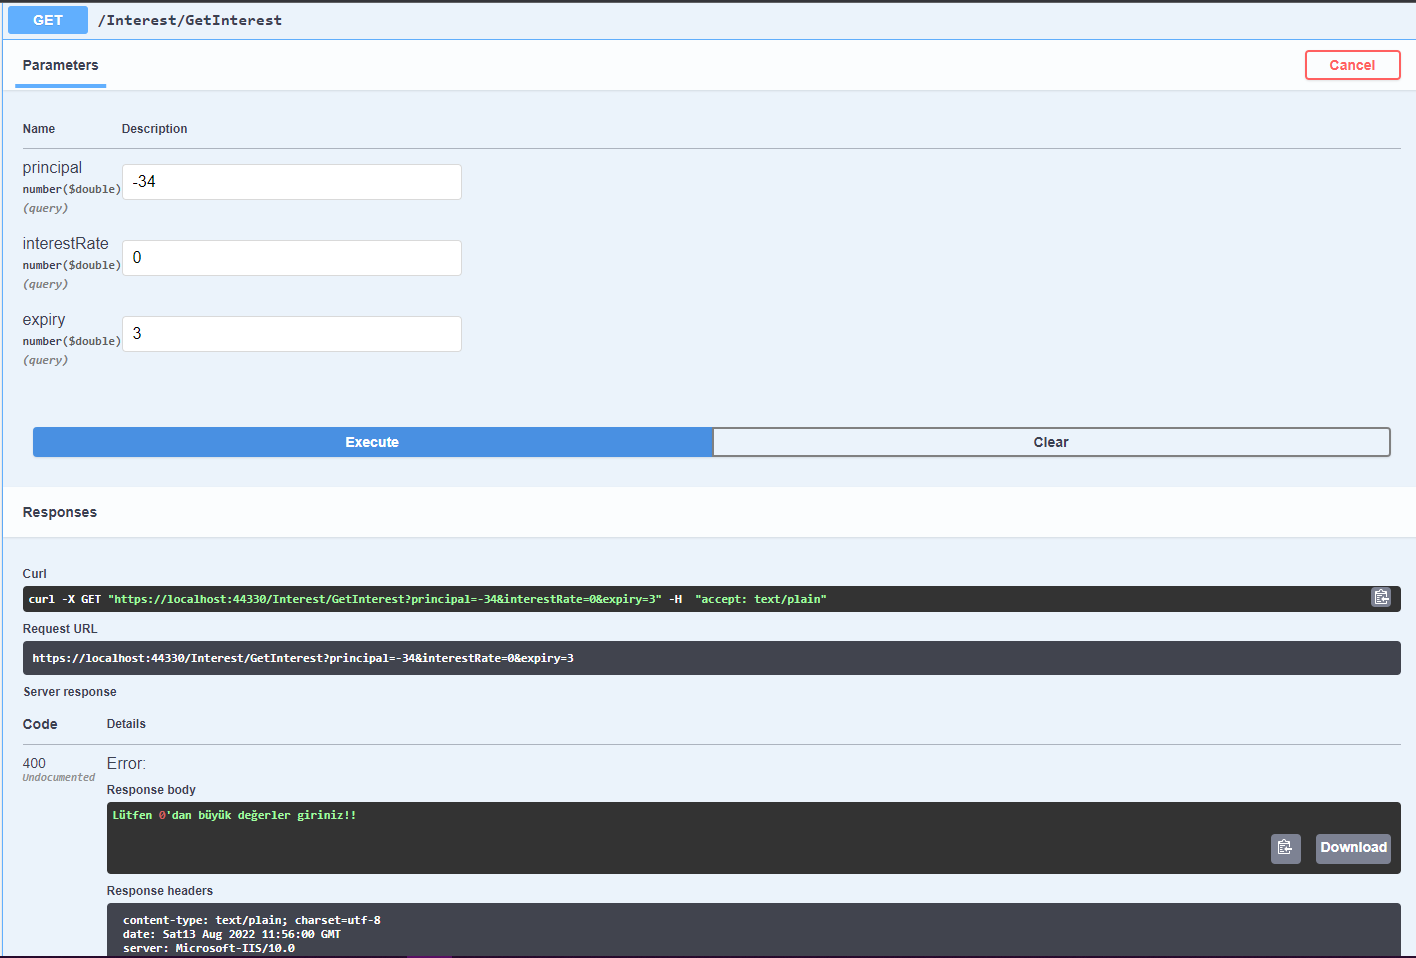 GET /Interest/GetInterest
Parameters
Cancel
Name Description
principal
number($double)
(query)
-34
interestRate
number($double)
(query)
0
expiry
number($double)
(query)
3
Execute Clear
Responses
Curl
curl -X GET "https://localhost:44330/Interest/GetInterest?principal=-34&interestRate=0&expiry=3" -H  "accept: text/plain"
Request URL
https://localhost:44330/Interest/GetInterest?principal=-34&interestRate=0&expiry=3
Server response
Code Details
400
Undocumented
Error:
Response body
Lütfen 0'dan büyük değerler giriniz!!
Download
Response headers
content-type: text/plain; charset=utf-8
date: Sat13 Aug 2022 11:56:00 GMT
server: Microsoft-IIS/10.0